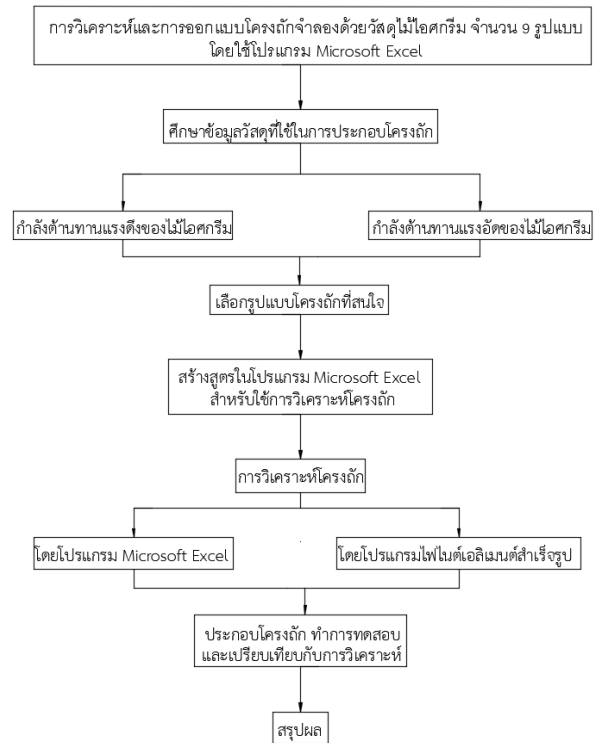 การวิเคราะห์และการออกแบบโครงถักจำลองด้วยวัสดุไม้ไอศกรีม จำนวน 9 รูปแบบ
โดยใช้โปรแกรม Microsoft Excel
ศึกษาข้อมูลวัสดุที่ใช้ในการประกอบโครงถัก
กำลังต้านทานแรงดึงของไม้ไอศกรีม
กำลังต้านทานแรงอัดของไม้ไอศกรีม
เลือกรูปแบบโครงถักที่สนใจ
สร้างสูตรในโปรแกรม Microsoft Excel
สำหรับใช้การวิเคราะห์โครงถัก
การวิเคราะห์โครงถัก
โดยโปรแกรม Microsoft Excel
โดยโปรแกรมไฟไนต์เอลิเมนต์สำเร็จรูป
ประกอบโครงถัก ทำการทดสอบ
และเปรียบเทียบกับการวิเคราะห์
สรุปผล